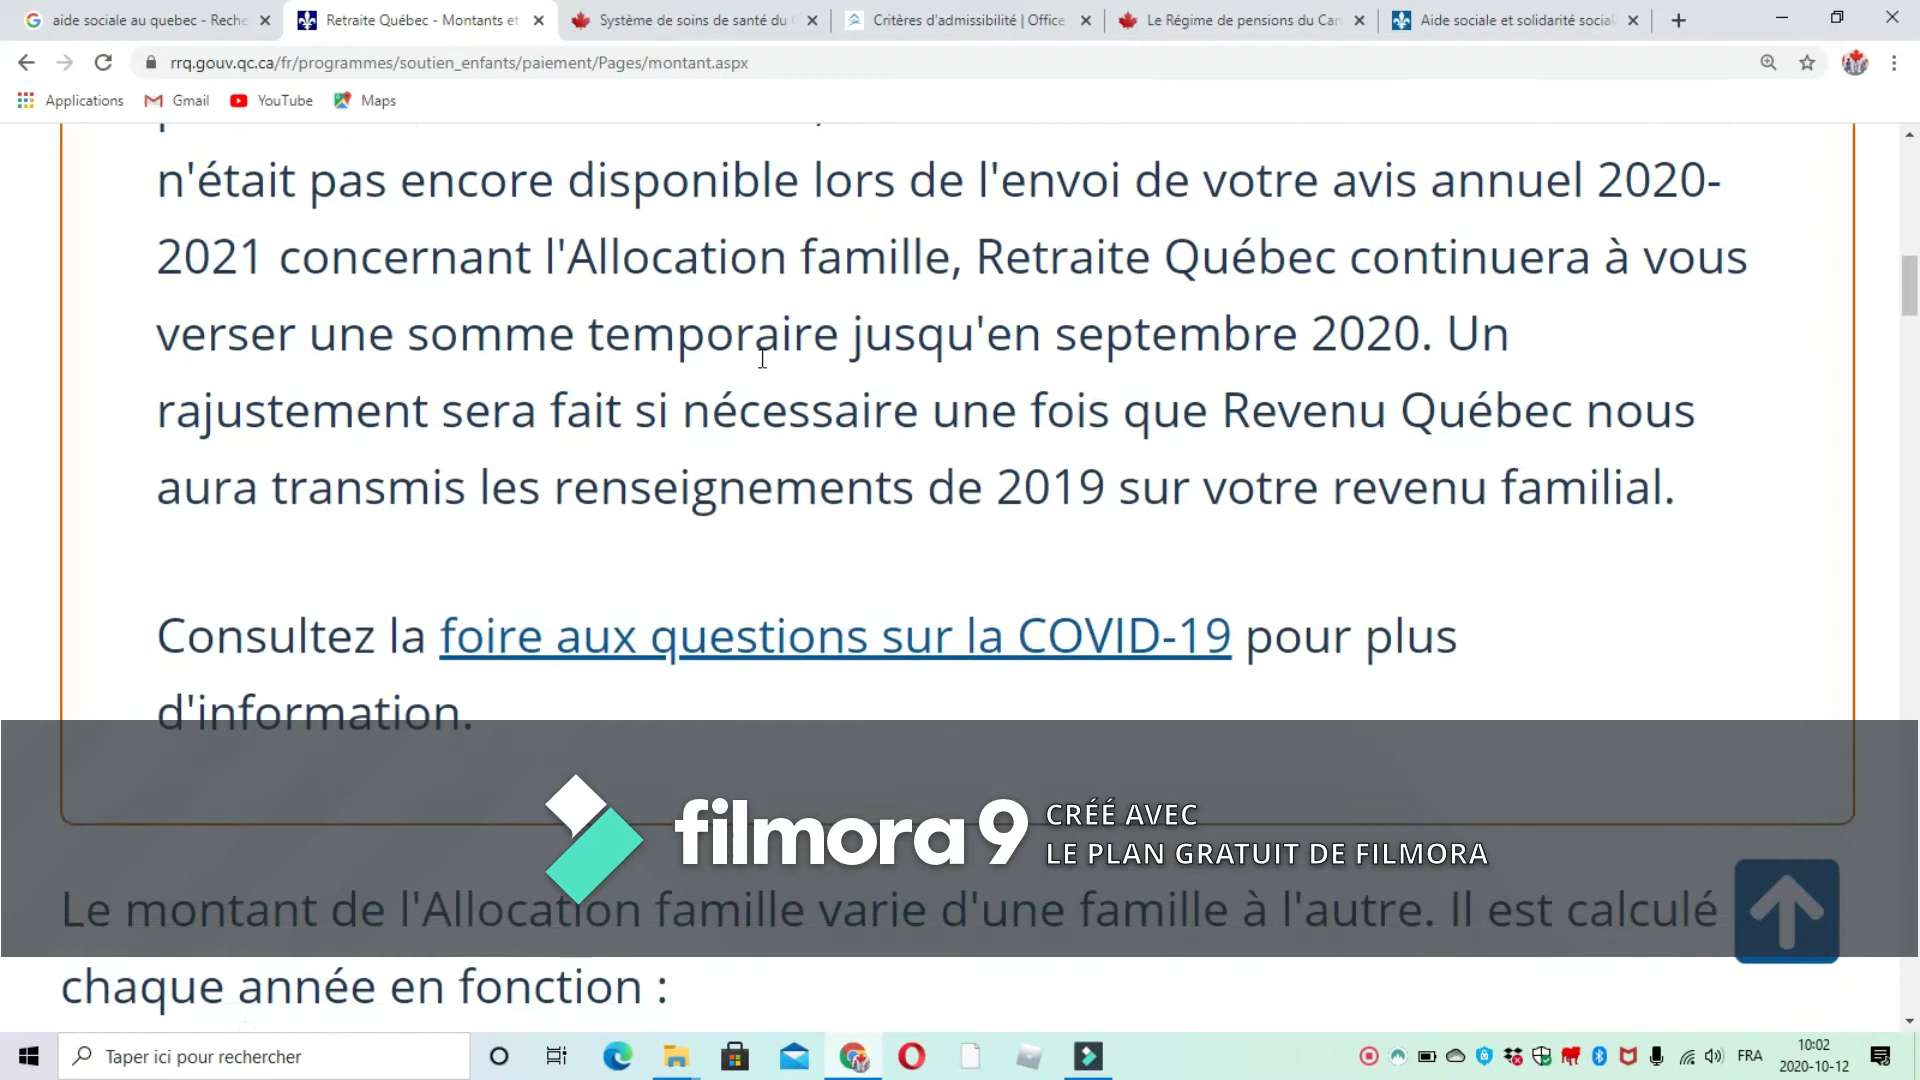 aide sociale au quebec - Reche
Retraite Québec - Montants et
Système de soins de santé du
Critères d'admissibilité | Office
Le Régime de pensions du Can
Aide sociale et solidarité social
rrq.gouv.qc.ca/fr/programmes/soutien_enfants/paiement/Pages/montant.aspx
Applications
Gmail
YouTube
Maps
n'était pas encore disponible lors de l'envoi de votre avis annuel 2020-
2021 concernant l'Allocation famille, Retraite Québec continuera à vous
verser une somme temporaire jusqu'en septembre 2020. Un
rajustement sera fait si nécessaire une fois que Revenu Québec nous
aura transmis les renseignements de 2019 sur votre revenu familial.
Consultez la foire aux questions sur la COVID-19 pour plus
d'information.
filmora9
CRÉÉ AVEC
LE PLAN GRATUIT DE FILMORA
Le montant de l'Allocation famille varie d'une famille à l'autre. Il est calculé
chaque année en fonction :
Taper ici pour rechercher
FRA
10:02
2020-10-12